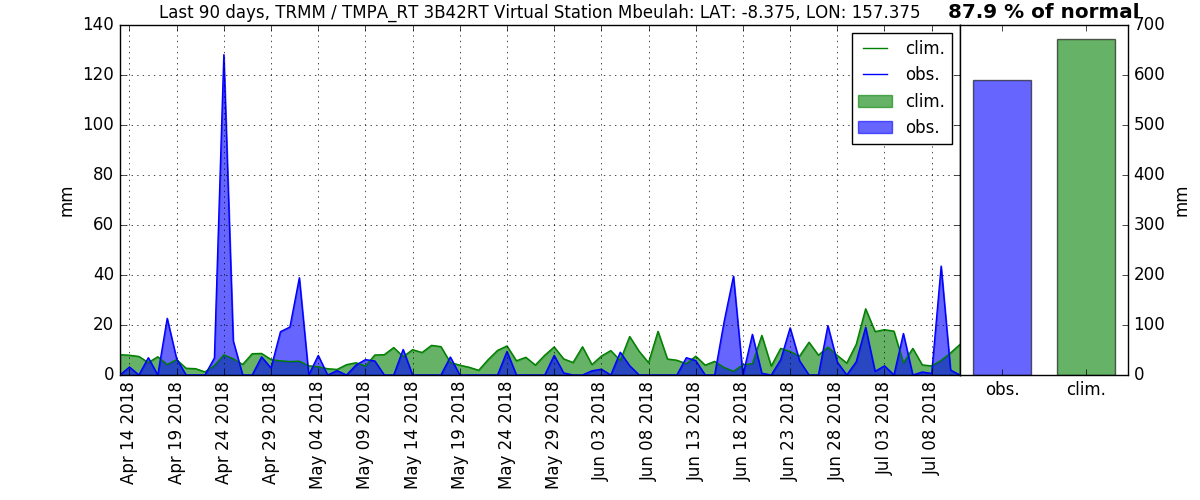 Last 90 days, TRMM / TMPA_RT 3B42RT Virtual Station Mbeulah: LAT: -8.375, LON: 157.375
87.9 % of normal
140
120
100
80
60
40
20
0
mm
clim.
obs.
clim.
obs.
Apr 14 2018
Apr 19 2018
Apr 24 2018
Apr 29 2018
May 04 2018
May 09 2018
May 14 2018
May 19 2018
May 24 2018
May 29 2018
Jun 03 2018
Jun 08 2018
Jun 13 2018
Jun 18 2018
Jun 23 2018
Jun 28 2018
Jul 03 2018
Jul 08 2018
700
600
500
400
300
200
100
0
mm
obs.
clim.